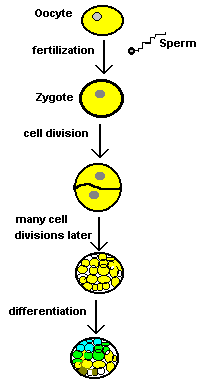 Oocyte
fertilization
Sperm
Zygote
cell division
many cell
divisions later
differentiation